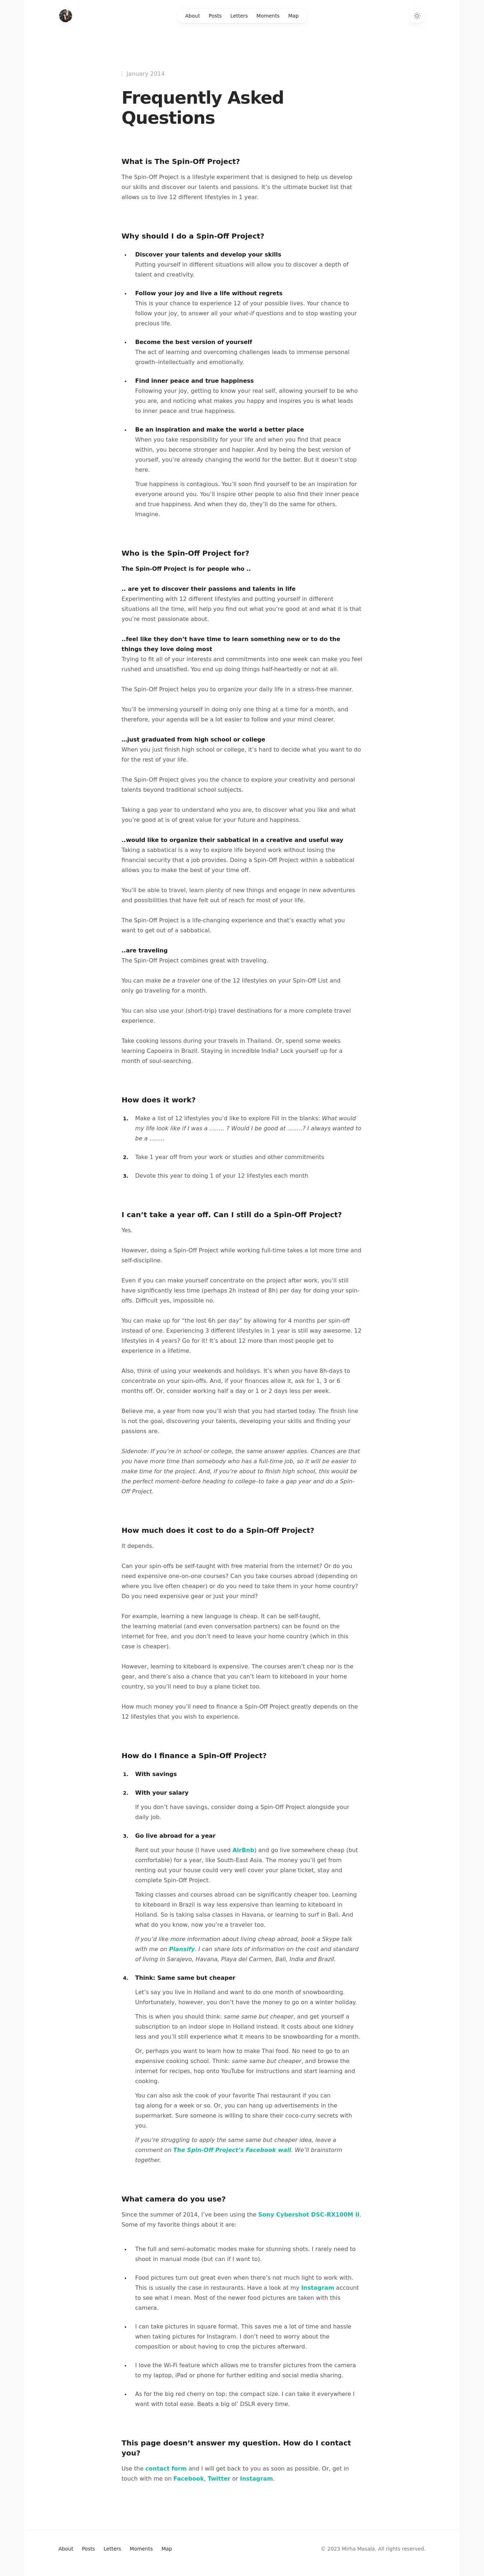 About Posts Letters Moments Map
January 2014
Frequently Asked
Questions
What is The Spin-Off Project?
The Spin-Off Project is a lifestyle experiment that is designed to help us develop
our skills and discover our talents and passions. It’s the ultimate bucket list that
allows us to live 12 different lifestyles in 1 year.
Why should I do a Spin-Off Project?
• Discover your talents and develop your skills
Putting yourself in different situations will allow you to discover a depth of
talent and creativity.
• Follow your joy and live a life without regrets
This is your chance to experience 12 of your possible lives. Your chance to
follow your joy, to answer all your what-if questions and to stop wasting your
precious life.
• Become the best version of yourself
The act of learning and overcoming challenges leads to immense personal
growth–intellectually and emotionally.
• Find inner peace and true happiness
Following your joy, getting to know your real self, allowing yourself to be who
you are, and noticing what makes you happy and inspires you is what leads
to inner peace and true happiness.
• Be an inspiration and make the world a better place
When you take responsibility for your life and when you find that peace
within, you become stronger and happier. And by being the best version of
yourself, you’re already changing the world for the better. But it doesn’t stop
here.
True happiness is contagious. You’ll soon find yourself to be an inspiration for
everyone around you. You’ll inspire other people to also find their inner peace
and true happiness. And when they do, they’ll do the same for others.
Imagine.
Who is the Spin-Off Project for?
The Spin-Off Project is for people who ..
.. are yet to discover their passions and talents in life
Experimenting with 12 different lifestyles and putting yourself in different
situations all the time, will help you find out what you’re good at and what it is that
you’re most passionate about.
..feel like they don’t have time to learn something new or to do the
things they love doing most
Trying to fit all of your interests and commitments into one week can make you feel
rushed and unsatisfied. You end up doing things half-heartedly or not at all.
The Spin-Off Project helps you to organize your daily life in a stress-free manner.
You’ll be immersing yourself in doing only one thing at a time for a month, and
therefore, your agenda will be a lot easier to follow and your mind clearer.
…just graduated from high school or college
When you just finish high school or college, it’s hard to decide what you want to do
for the rest of your life.
The Spin-Off Project gives you the chance to explore your creativity and personal
talents beyond traditional school subjects.
Taking a gap year to understand who you are, to discover what you like and what
you’re good at is of great value for your future and happiness.
..would like to organize their sabbatical in a creative and useful way
Taking a sabbatical is a way to explore life beyond work without losing the
financial security that a job provides. Doing a Spin-Off Project within a sabbatical
allows you to make the best of your time off.
You’ll be able to travel, learn plenty of new things and engage in new adventures
and possibilities that have felt out of reach for most of your life.
The Spin-Off Project is a life-changing experience and that’s exactly what you
want to get out of a sabbatical.
..are traveling
The Spin-Off Project combines great with traveling.
You can make be a traveler one of the 12 lifestyles on your Spin-Off List and
only go traveling for a month.
You can also use your (short-trip) travel destinations for a more complete travel
experience.
Take cooking lessons during your travels in Thailand. Or, spend some weeks
learning Capoeira in Brazil. Staying in incredible India? Lock yourself up for a
month of soul-searching.
How does it work?
1. Make a list of 12 lifestyles you’d like to explore Fill in the blanks: What would
my life look like if I was a …….. ? Would I be good at ……..? I always wanted to
be a ……..
2. Take 1 year off from your work or studies and other commitments
3. Devote this year to doing 1 of your 12 lifestyles each month
I can’t take a year off. Can I still do a Spin-Off Project?
Yes.
However, doing a Spin-Off Project while working full-time takes a lot more time and
self-discipline.
Even if you can make yourself concentrate on the project after work, you’ll still
have significantly less time (perhaps 2h instead of 8h) per day for doing your spin-
offs. Difficult yes, impossible no.
You can make up for “the lost 6h per day” by allowing for 4 months per spin-off
instead of one. Experiencing 3 different lifestyles in 1 year is still way awesome. 12
lifestyles in 4 years? Go for it! It’s about 12 more than most people get to
experience in a lifetime.
Also, think of using your weekends and holidays. It’s when you have 8h-days to
concentrate on your spin-offs. And, if your finances allow it, ask for 1, 3 or 6
months off. Or, consider working half a day or 1 or 2 days less per week.
Believe me, a year from now you’ll wish that you had started today. The finish line
is not the goal, discovering your talents, developing your skills and finding your
passions are.
Sidenote: If you’re in school or college, the same answer applies. Chances are that
you have more time than somebody who has a full-time job, so it will be easier to
make time for the project. And, if you’re about to finish high school, this would be
the perfect moment–before heading to college–to take a gap year and do a Spin-
Off Project.
How much does it cost to do a Spin-Off Project?
It depends.
Can your spin-offs be self-taught with free material from the internet? Or do you
need expensive one-on-one courses? Can you take courses abroad (depending on
where you live often cheaper) or do you need to take them in your home country?
Do you need expensive gear or just your mind?
For example, learning a new language is cheap. It can be self-taught,
the learning material (and even conversation partners) can be found on the
internet for free, and you don’t need to leave your home country (which in this
case is cheaper).
However, learning to kiteboard is expensive. The courses aren’t cheap nor is the
gear, and there’s also a chance that you can’t learn to kiteboard in your home
country, so you’ll need to buy a plane ticket too.
How much money you’ll need to finance a Spin-Off Project greatly depends on the
12 lifestyles that you wish to experience.
How do I finance a Spin-Off Project?
1. With savings
2. With your salary
If you don’t have savings, consider doing a Spin-Off Project alongside your
daily job.
3. Go live abroad for a year
Rent out your house (I have used AirBnb) and go live somewhere cheap (but
comfortable) for a year, like South-East Asia. The money you’ll get from
renting out your house could very well cover your plane ticket, stay and
complete Spin-Off Project.
Taking classes and courses abroad can be significantly cheaper too. Learning
to kiteboard in Brazil is way less expensive than learning to kiteboard in
Holland. So is taking salsa classes in Havana, or learning to surf in Bali. And
what do you know, now you’re a traveler too.
If you’d like more information about living cheap abroad, book a Skype talk
with me on Plansify. I can share lots of information on the cost and standard
of living in Sarajevo, Havana, Playa del Carmen, Bali, India and Brazil.
4. Think: Same same but cheaper
Let’s say you live in Holland and want to do one month of snowboarding.
Unfortunately, however, you don’t have the money to go on a winter holiday.
This is when you should think: same same but cheaper, and get yourself a
subscription to an indoor slope in Holland instead. It costs about one kidney
less and you’ll still experience what it means to be snowboarding for a month.
Or, perhaps you want to learn how to make Thai food. No need to go to an
expensive cooking school. Think: same same but cheaper, and browse the
internet for recipes, hop onto YouTube for instructions and start learning and
cooking.
You can also ask the cook of your favorite Thai restaurant if you can
tag along for a week or so. Or, you can hang up advertisements in the
supermarket. Sure someone is willing to share their coco-curry secrets with
you.
If you’re struggling to apply the same same but cheaper idea, leave a
comment on The Spin-Off Project’s Facebook wall. We’ll brainstorm
together.
What camera do you use?
Since the summer of 2014, I’ve been using the Sony Cybershot DSC-RX100M II.
Some of my favorite things about it are:
• The full and semi-automatic modes make for stunning shots. I rarely need to
shoot in manual mode (but can if I want to).
• Food pictures turn out great even when there’s not much light to work with.
This is usually the case in restaurants. Have a look at my Instagram account
to see what I mean. Most of the newer food pictures are taken with this
camera.
• I can take pictures in square format. This saves me a lot of time and hassle
when taking pictures for Instagram. I don’t need to worry about the
composition or about having to crop the pictures afterward.
• I love the Wi-Fi feature which allows me to transfer pictures from the camera
to my laptop, iPad or phone for further editing and social media sharing.
• As for the big red cherry on top: the compact size. I can take it everywhere I
want with total ease. Beats a big ol’ DSLR every time.
This page doesn’t answer my question. How do I contact
you?
Use the contact form and I will get back to you as soon as possible. Or, get in
touch with me on Facebook, Twitter or Instagram.
About Posts Letters Moments Map © 2023 Mirha Masala. All rights reserved.